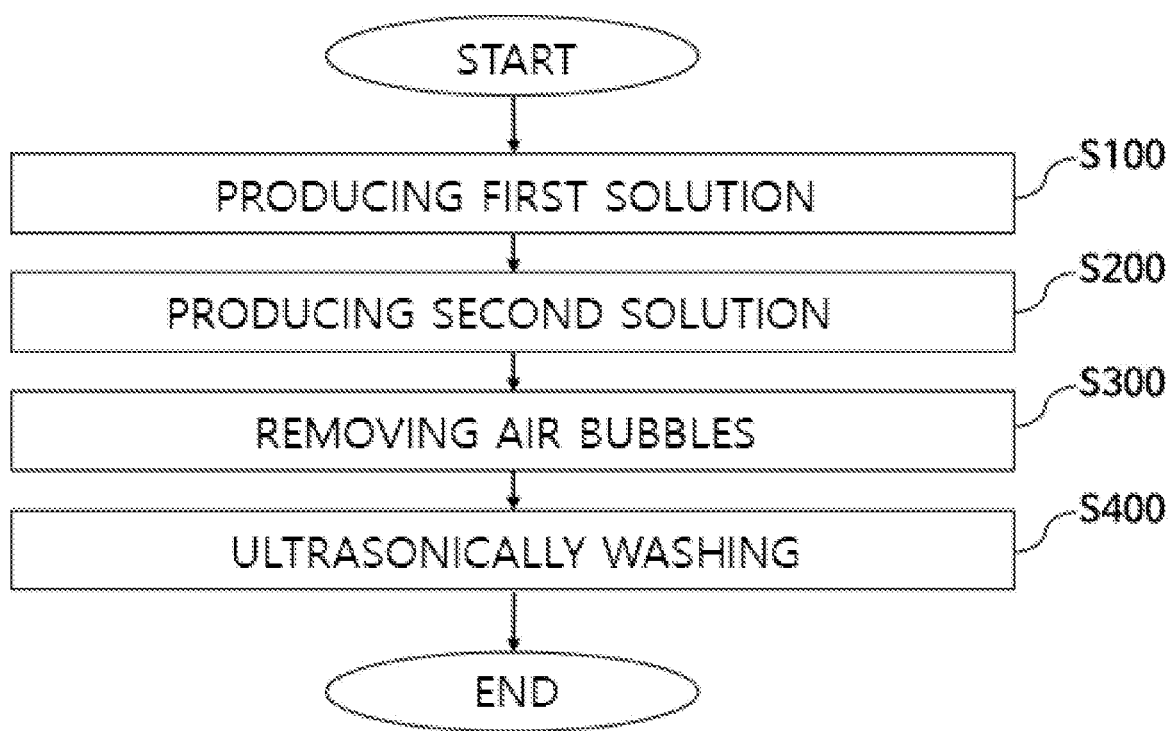 START
S100
PRODUCING FIRST SOLUTION
S200
PRODUCING SECOND SOLUTION
S300
REMOVING AIR BUBBLES
S400
ULTRASONICALLY WASHING
END